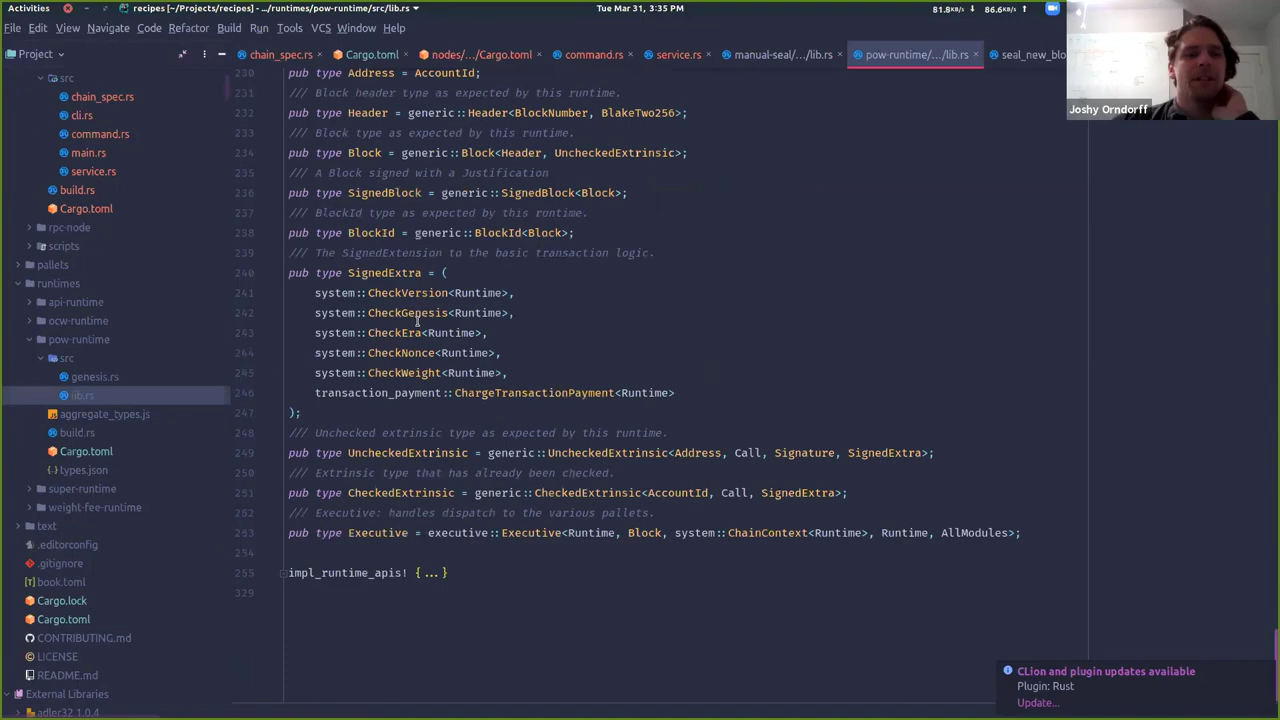 Activities
recipes [~/Projects/recipes] - .../runtimes/pow-runtime/src/lib.rs
Tue Mar 31, 3:35 PM
81.8KB/s
86.6KB/s
File Edit View Navigate Code Refactor Build Run Tools VCS Window Help
Project
chain_spec.rs
Cargo.toml
nodes/.../Cargo.toml
command.rs
service.rs
manual-seal/.../lib.rs
pow-runtime/.../lib.rs
seal_new_blo
Joshy Orndorff
src
chain_spec.rs
cli.rs
command.rs
main.rs
service.rs
build.rs
Cargo.toml
rpc-node
scripts
pallets
runtimes
api-runtime
ocw-runtime
pow-runtime
src
genesis.rs
lib.rs
aggregate_types.js
build.rs
Cargo.toml
types.json
super-runtime
weight-fee-runtime
text
.editorconfig
.gitignore
book.toml
Cargo.lock
Cargo.toml
CONTRIBUTING.md
LICENSE
README.md
External Libraries
adler32 1.0.4
230 pub type Address = AccountId;
231 /// Block header type as expected by this runtime.
232 pub type Header = generic::Header<BlockNumber, BlakeTwo256>;
233 /// Block type as expected by this runtime.
234 pub type Block = generic::Block<Header, UncheckedExtrinsic>;
235 /// A Block signed with a Justification
236 pub type SignedBlock = generic::SignedBlock<Block>;
237 /// BlockId type as expected by this runtime.
238 pub type BlockId = generic::BlockId<Block>;
239 /// The SignedExtension to the basic transaction logic.
240 pub type SignedExtra = (
241 system::CheckVersion<Runtime>,
242 system::CheckGenesis<Runtime>,
243 system::CheckEra<Runtime>,
244 system::CheckNonce<Runtime>,
245 system::CheckWeight<Runtime>,
246 transaction_payment::ChargeTransactionPayment<Runtime>
247 );
248 /// Unchecked extrinsic type as expected by this runtime.
249 pub type UncheckedExtrinsic = generic::UncheckedExtrinsic<Address, Call, Signature, SignedExtra>;
250 /// Extrinsic type that has already been checked.
251 pub type CheckedExtrinsic = generic::CheckedExtrinsic<AccountId, Call, SignedExtra>;
252 /// Executive: handles dispatch to the various pallets.
253 pub type Executive = executive::Executive<Runtime, Block, system::ChainContext<Runtime>, Runtime, AllModules>;
254
255 impl_runtime_apis! {...}
329
CLion and plugin updates available
Plugin: Rust
Update...